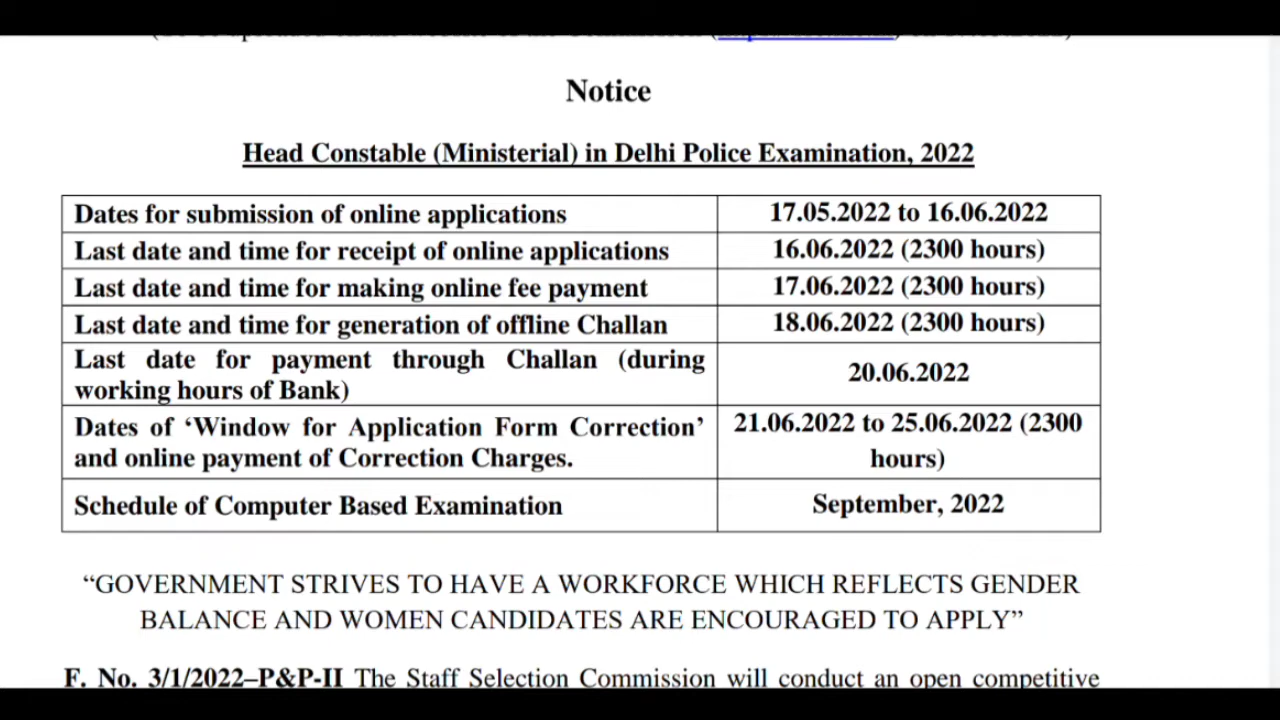 Notice
Head Constable (Ministerial) in Delhi Police Examination, 2022
Dates for submission of online applications 17.05.2022 to 16.06.2022
Last date and time for receipt of online applications 16.06.2022 (2300 hours)
Last date and time for making online fee payment 17.06.2022 (2300 hours)
Last date and time for generation of offline Challan 18.06.2022 (2300 hours)
Last date for payment through Challan (during
working hours of Bank)
20.06.2022
Dates of ‘Window for Application Form Correction’
and online payment of Correction Charges.
21.06.2022 to 25.06.2022 (2300
hours)
Schedule of Computer Based Examination September, 2022
“GOVERNMENT STRIVES TO HAVE A WORKFORCE WHICH REFLECTS GENDER
BALANCE AND WOMEN CANDIDATES ARE ENCOURAGED TO APPLY”
F. No. 3/1/2022–P&P-II The Staff Selection Commission will conduct an open competitive